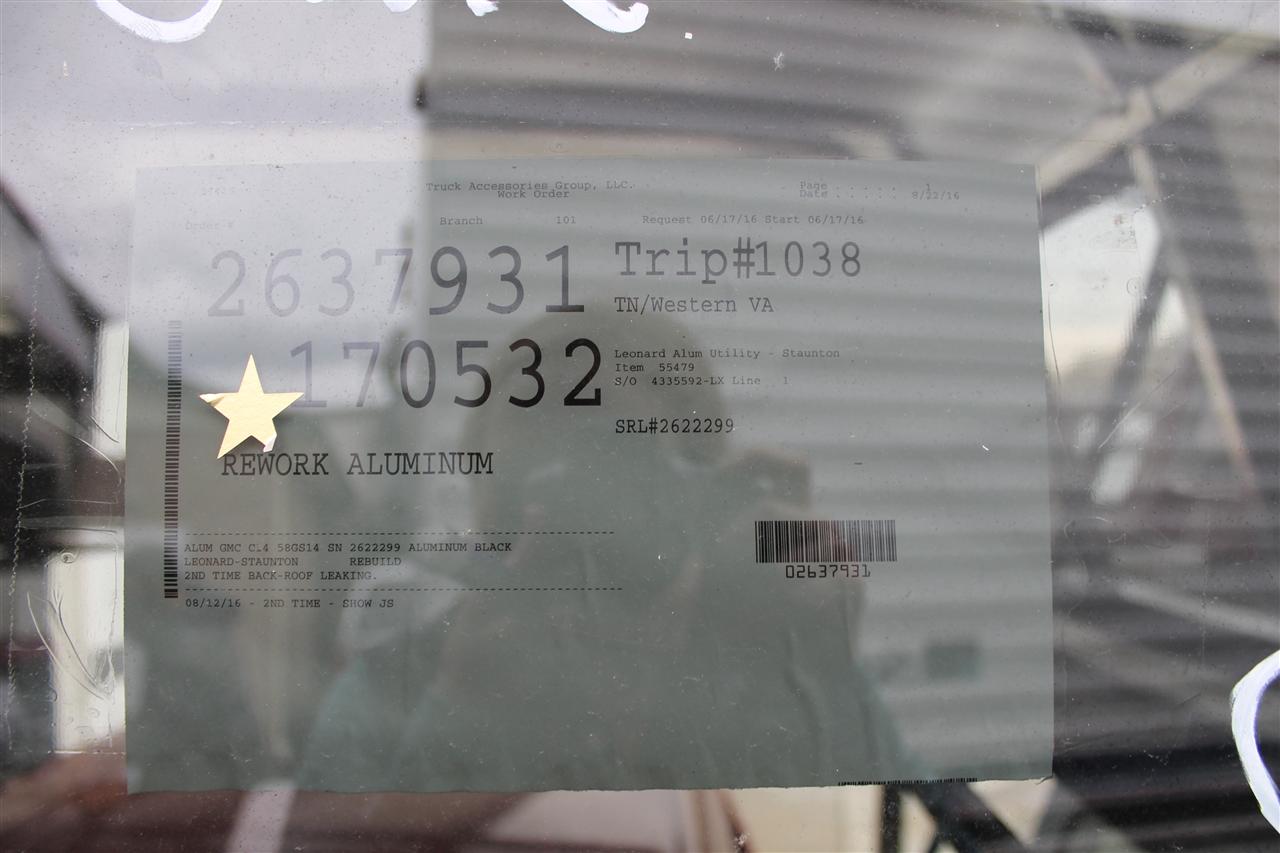 Truck Accessories Group, LLC. Page . . . . . 1
Work Order Date . . . . . 8/22/16
Order # Branch 101 Request 06/17/16 Start 06/17/16
2637931 Trip#1038
TN/Western VA
170532 Leonard Alum Utility - Staunton
Item 55479
S/O 4335592-LX Line 1
SRL#2622299
REWORK ALUMINUM
ALUM GMC C.4 58GS14 SN 2622299 ALUMINUM BLACK
LEONARD-STAUNTON REBUILD
2ND TIME BACK-ROOF LEAKING.
08/12/16 - 2ND TIME - SHOW JS
02637931